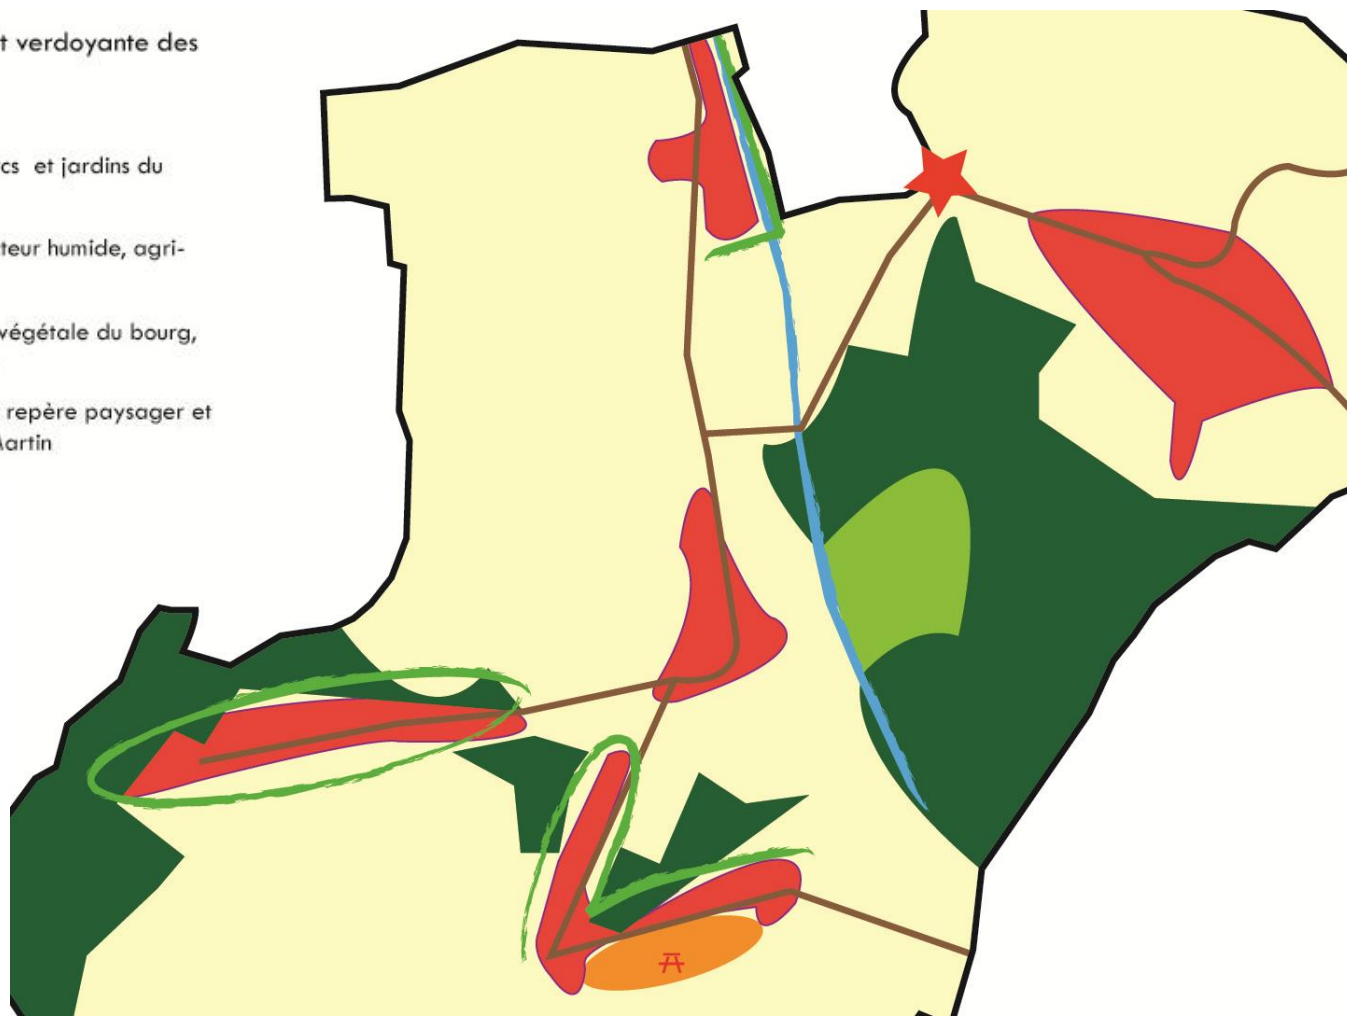 t verdoyante des
cs et jardins du
teur humide, agri-
végétale du bourg,
repère paysager et
Martin